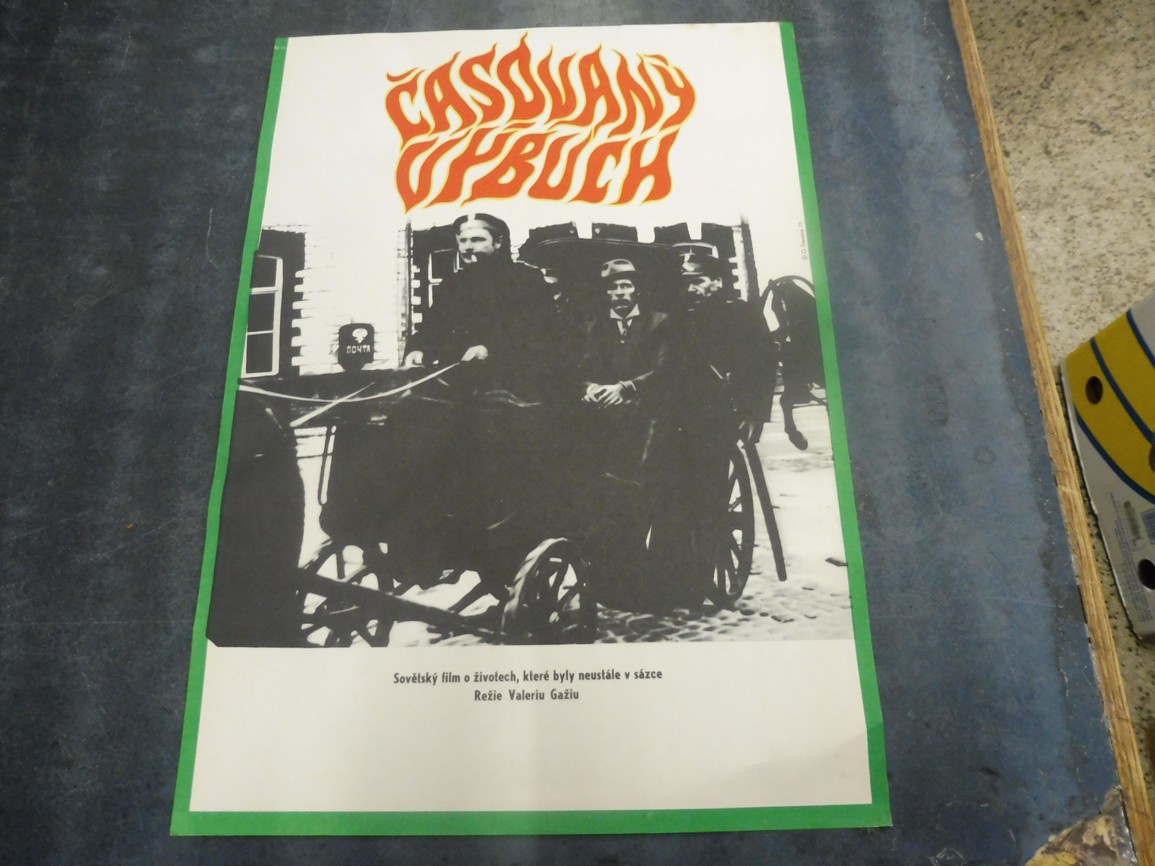 ČASOVANÝ
VÝBUCH
ПОЧТА
Sovětský film o životech, které byly neustále v sázce
Režie Valeriu Gažiu